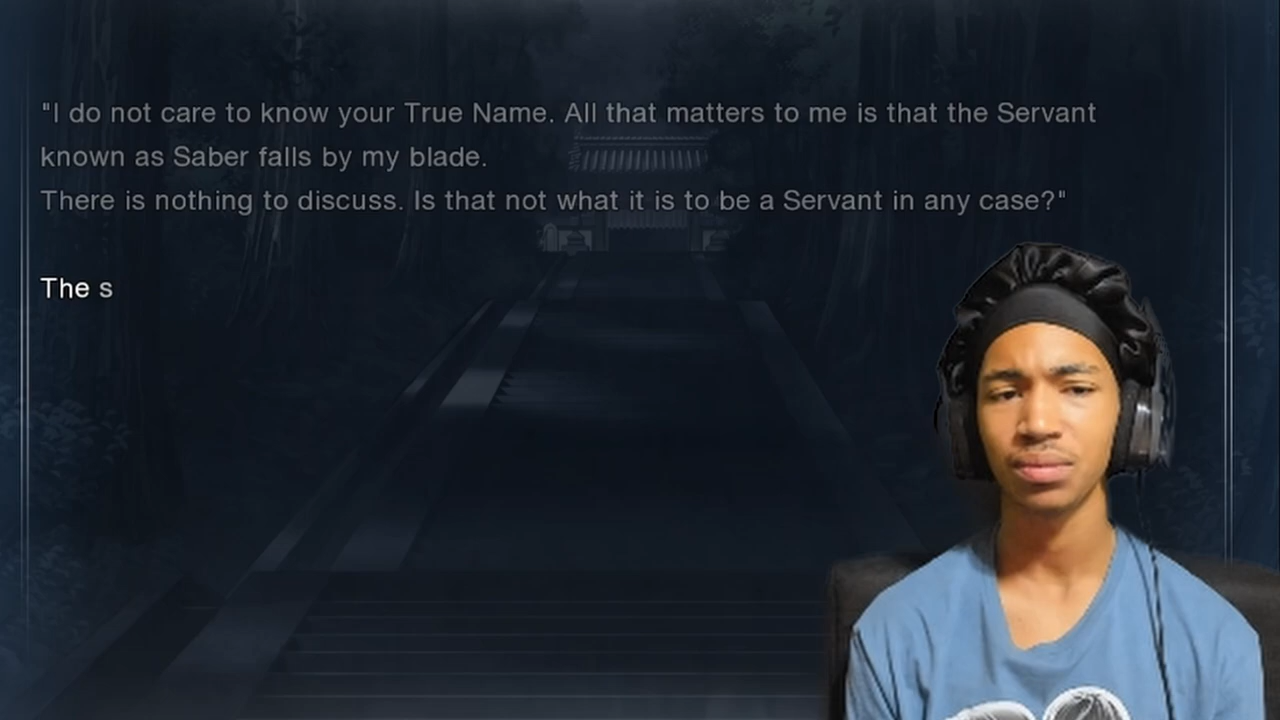 "I do not care to know your True Name. All that matters to me is that the Servant
known as Saber falls by my blade.
There is nothing to discuss. Is that not what it is to be a Servant in any case?"
The s